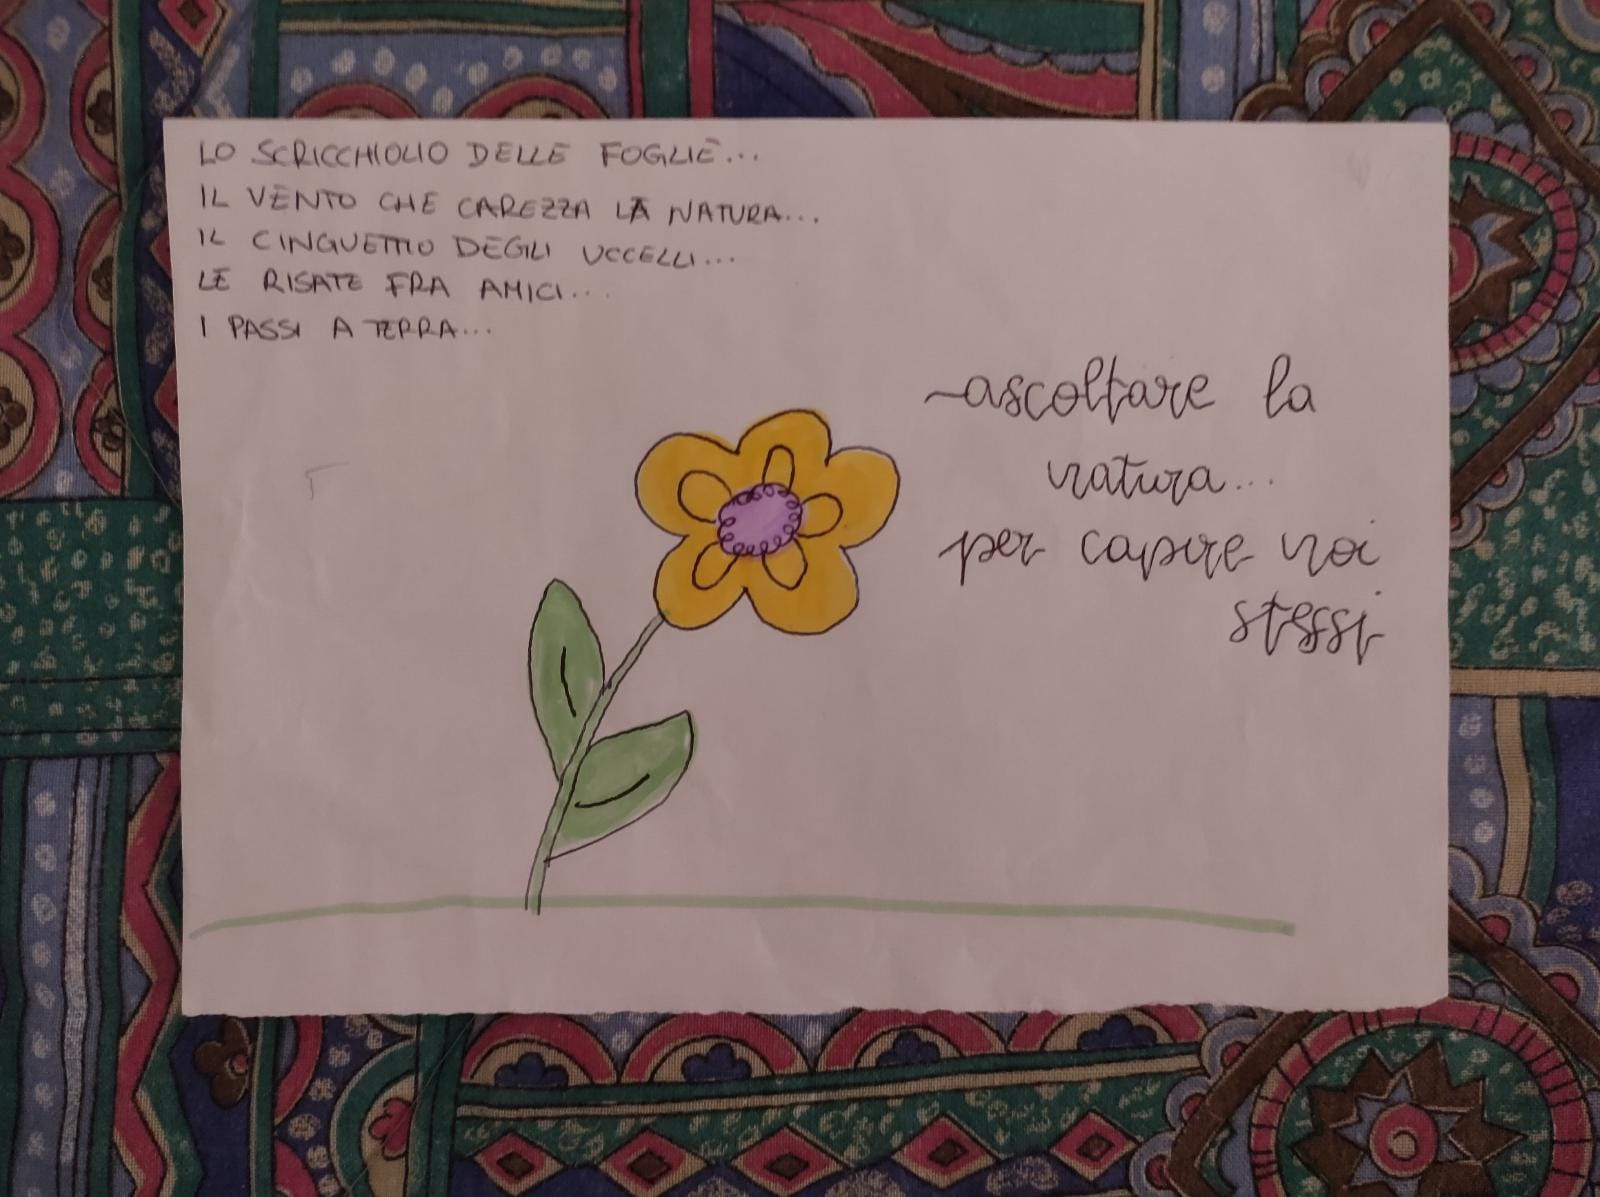 LO SCRICCHIOLIO DELLE FOGLIE...
IL VENTO CHE CAREZZA LA NATURA...
IL CINGUETTIO DEGLI UCCELLI...
LE RISATE FRA AMICI...
I PASSI A TERRA...
~ascoltare la
natura...
per capire noi
stessi